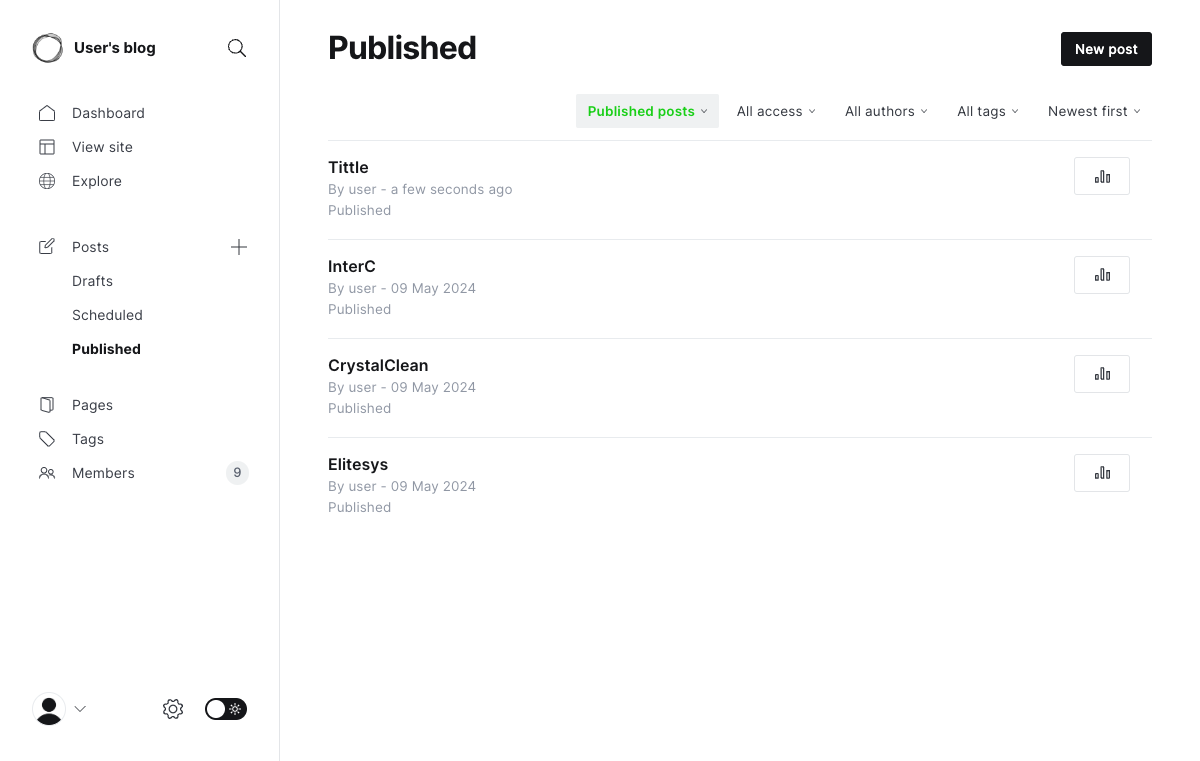 User's blog
Dashboard
View site
Explore
Posts
Drafts
Scheduled
Published
Pages
Tags
Members 9
Published
New post
Published posts All access All authors All tags Newest first
Tittle
By user - a few seconds ago
Published
InterC
By user - 09 May 2024
Published
CrystalClean
By user - 09 May 2024
Published
Elitesys
By user - 09 May 2024
Published